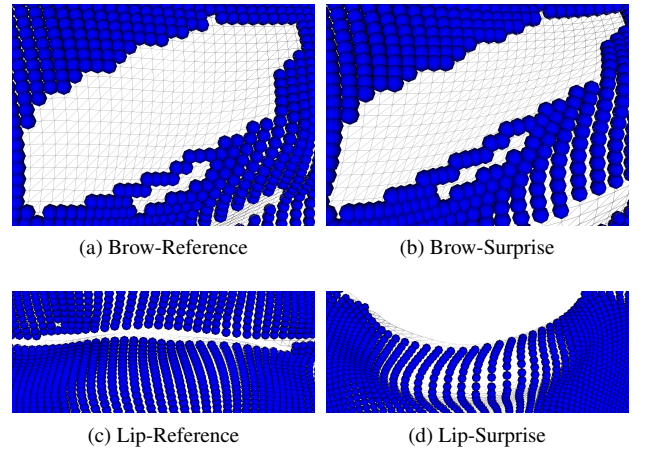 (a) Brow-Reference
(b) Brow-Surprise
(c) Lip-Reference
(d) Lip-Surprise